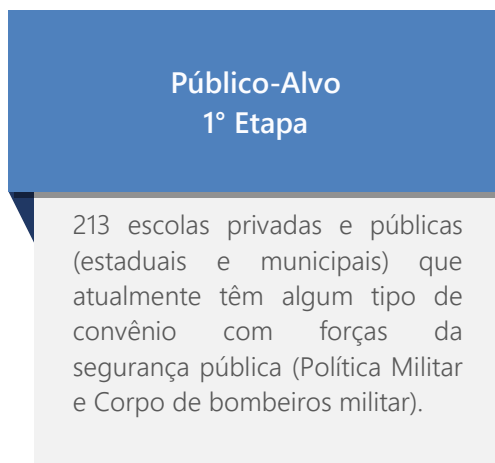 Público-Alvo
1° Etapa
213 escolas privadas e públicas
(estaduais e municipais) que
atualmente têm algum tipo de
convênio com forças da
segurança pública (Política Militar
e Corpo de bombeiros militar).